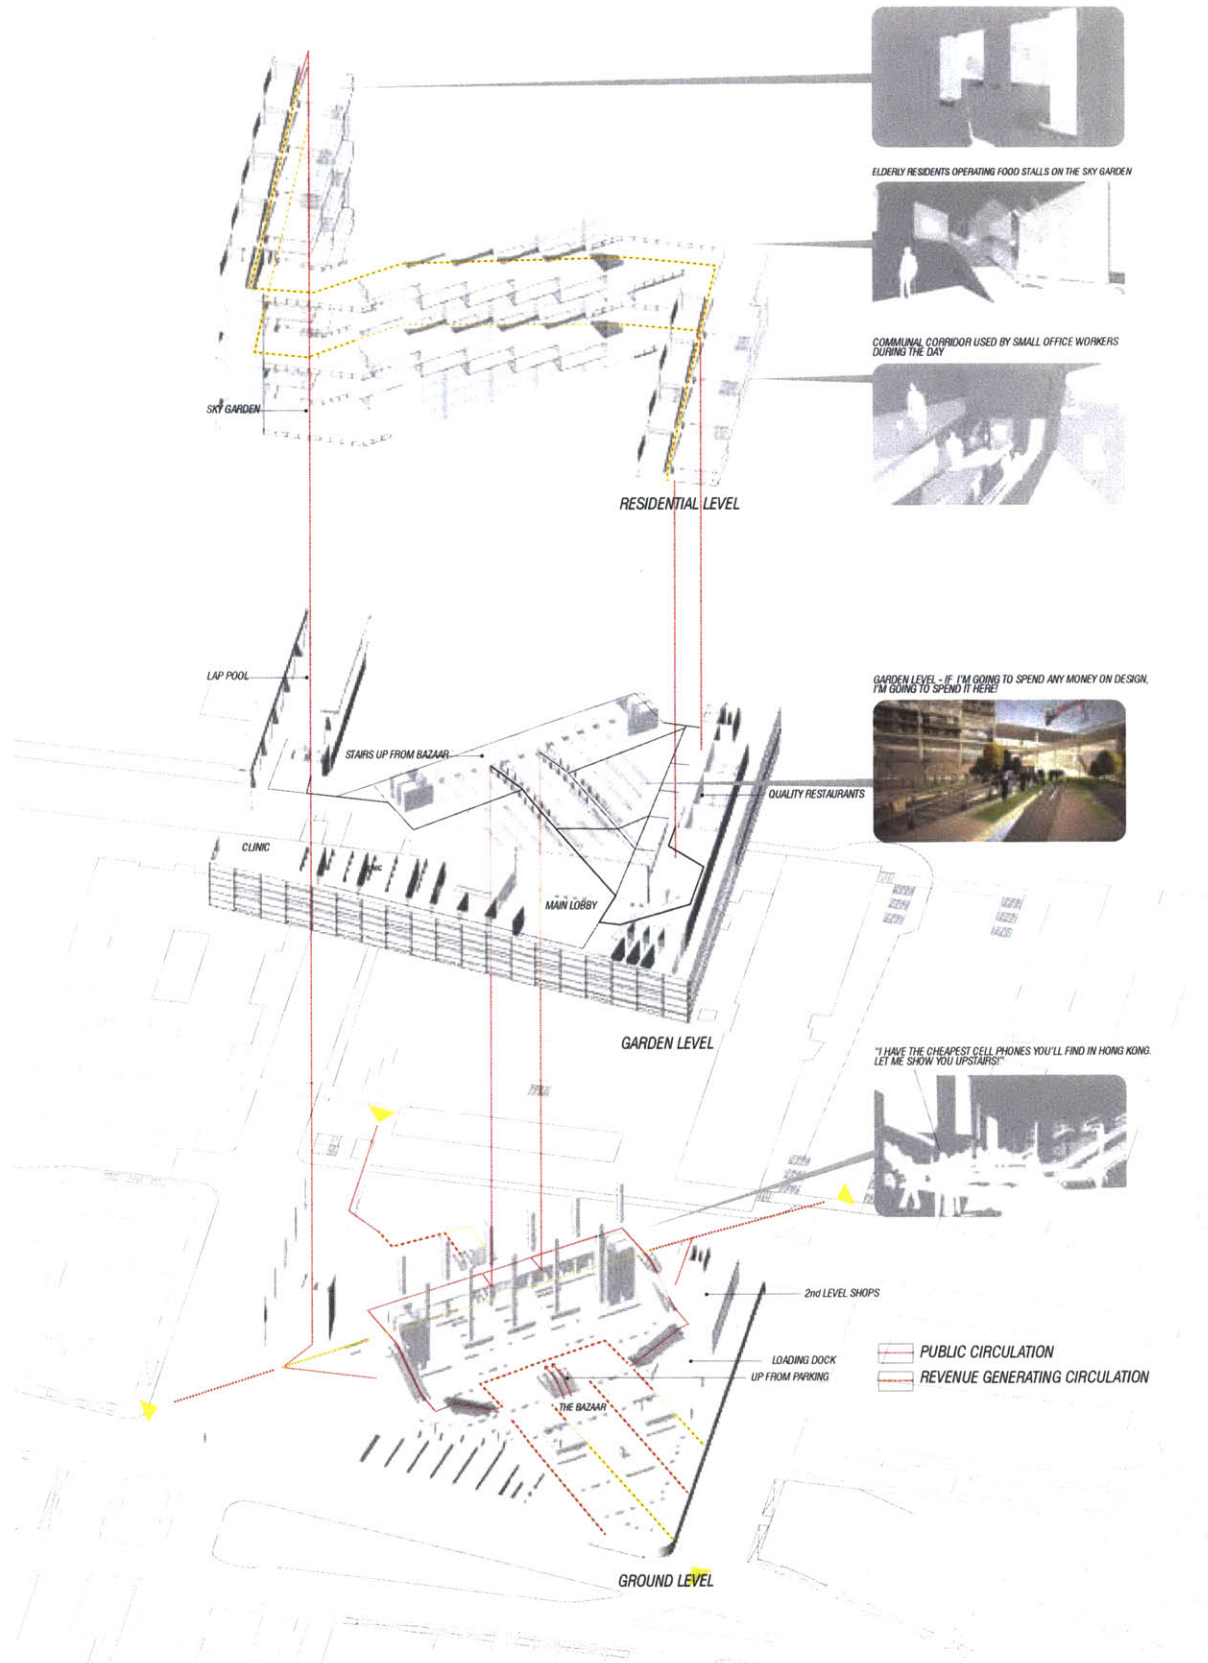 ELDERLY RESIDENTS OPERATING FOOD STALLS ON THE SKY GARDEN
COMMUNAL CORRIDOR USED BY SMALL OFFICE WORKERS
DURING THE DAY
SKY GARDEN
RESIDENTIAL LEVEL
LAP POOL
GARDEN LEVEL - IF I'M GOING TO SPEND ANY MONEY ON DESIGN,
I'M GOING TO SPEND IT HERE!
STAIRS UP FROM BAZAAR
QUALITY RESTAURANTS
CLINIC
MAIN LOBBY
GARDEN LEVEL
"I HAVE THE CHEAPEST CELL PHONES YOU'LL FIND IN HONG KONG.
LET ME SHOW YOU UPSTAIRS!"
2nd LEVEL SHOPS
LOADING DOCK
UP FROM PARKING
THE BAZAAR
PUBLIC CIRCULATION
REVENUE GENERATING CIRCULATION
GROUND LEVEL